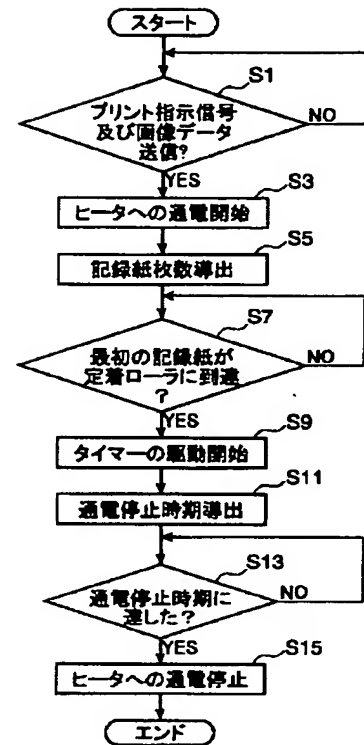 スタート
S1
プリント指示信号
及び画像データ
送信?
NO
YES
S3
ヒータへの通電開始
S5
記録紙枚数導出
S7
最初の記録紙が
定着ローラに到達
?
NO
YES
S9
タイマーの駆動開始
S11
通電停止時期導出
S13
通電停止時期に
達した?
NO
YES
S15
ヒータへの通電停止
エンド